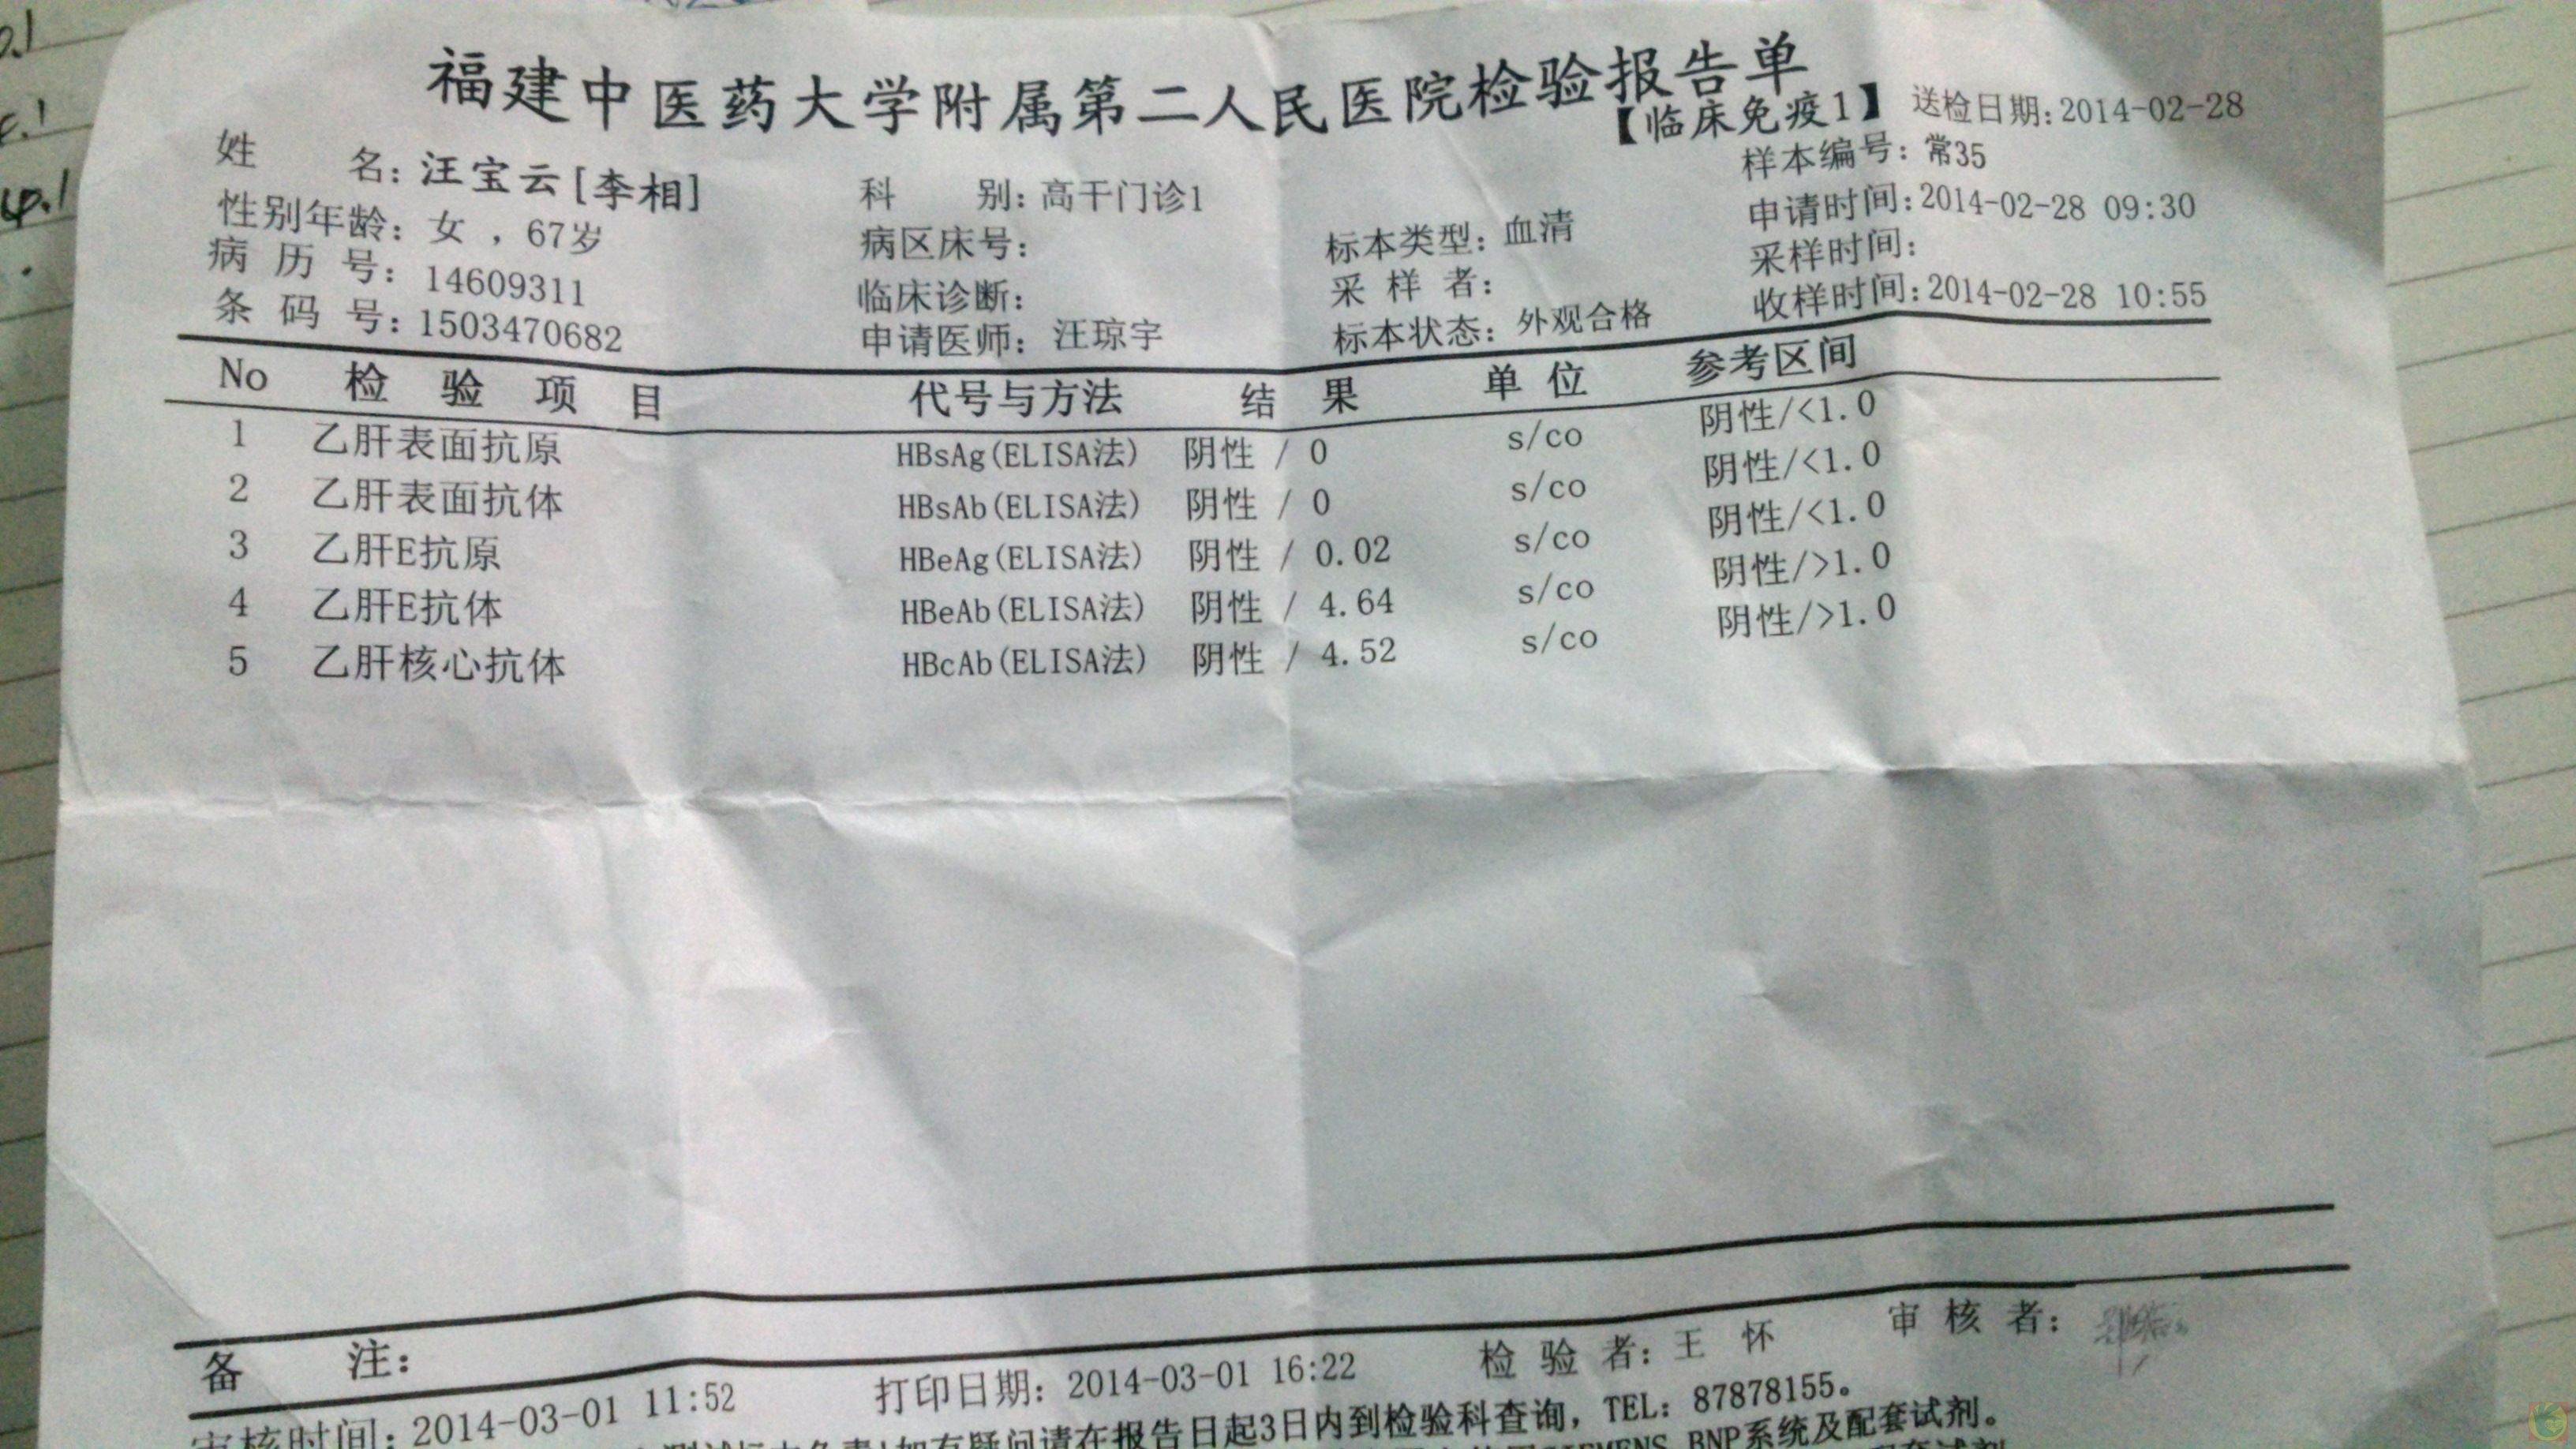 福建中医药大学附属第二人民医院检验报告单
【临床免疫1】 送检日期:2014-02-28
姓 名: 汪宝云[李相] 科 别: 高干门诊1 样本编号: 常35
性别年龄: 女 , 67岁 病区床号: 标本类型: 血清 申请时间:2014-02-28 09:30
病 历 号: 14609311 临床诊断: 采 样 者: 采样时间:
条 码 号: 1503470682 申请医师: 汪琼宇 标本状态: 外观合格 收样时间:2014-02-28 10:55
No 检 验 项 目 代号与方法 结 果 单 位 参考区间
1 乙肝表面抗原 HBsAg(ELISA法) 阴性 / 0 s/co 阴性/<1.0
2 乙肝表面抗体 HBsAb(ELISA法) 阴性 / 0 s/co 阴性/<1.0
3 乙肝E抗原 HBeAg(ELISA法) 阴性 / 0.02 s/co 阴性/<1.0
4 乙肝E抗体 HBeAb(ELISA法) 阴性 / 4.64 s/co 阴性/>1.0
5 乙肝核心抗体 HBcAb(ELISA法) 阴性 / 4.52 s/co 阴性/>1.0
备 注:
审核时间: 2014-03-01 11:52 打印日期: 2014-03-01 16:22 检 验 者: 王 怀 审 核 者:
如有疑问请在报告日起3日内到检验科查询, TEL: 87878155。
BNP系统及配套试剂。